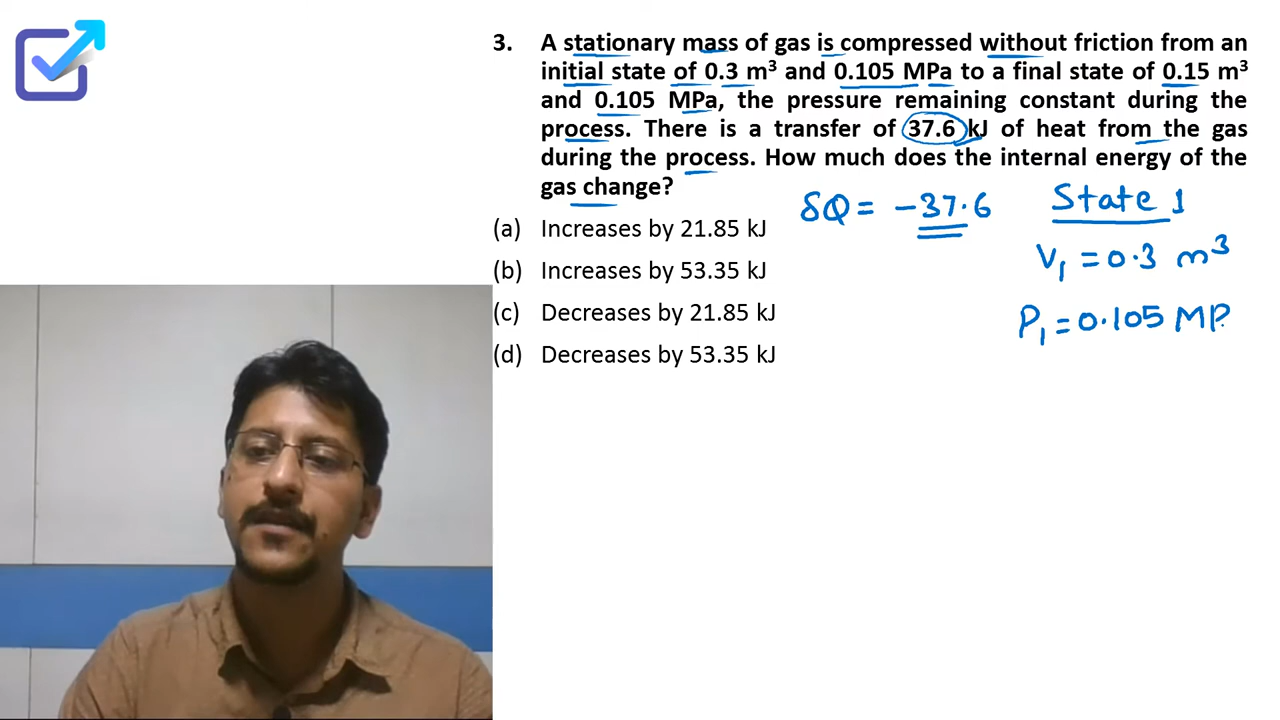 3. A stationary mass of gas is compressed without friction from an
initial state of 0.3 m³ and 0.105 MPa to a final state of 0.15 m³
and 0.105 MPa, the pressure remaining constant during the
process. There is a transfer of 37.6 kJ of heat from the gas
during the process. How much does the internal energy of the
gas change?
(a) Increases by 21.85 kJ
(b) Increases by 53.35 kJ
(c) Decreases by 21.85 kJ
(d) Decreases by 53.35 kJ
δQ = -37.6
State 1
V₁ = 0.3 m³
P₁ = 0.105 MP